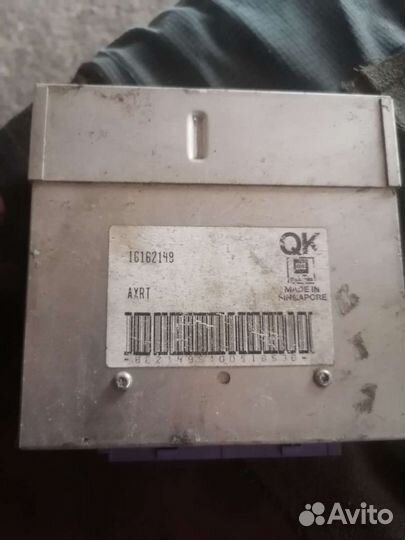 16162149
AXRT
QK
MADE IN
SINGAPORE
Avito